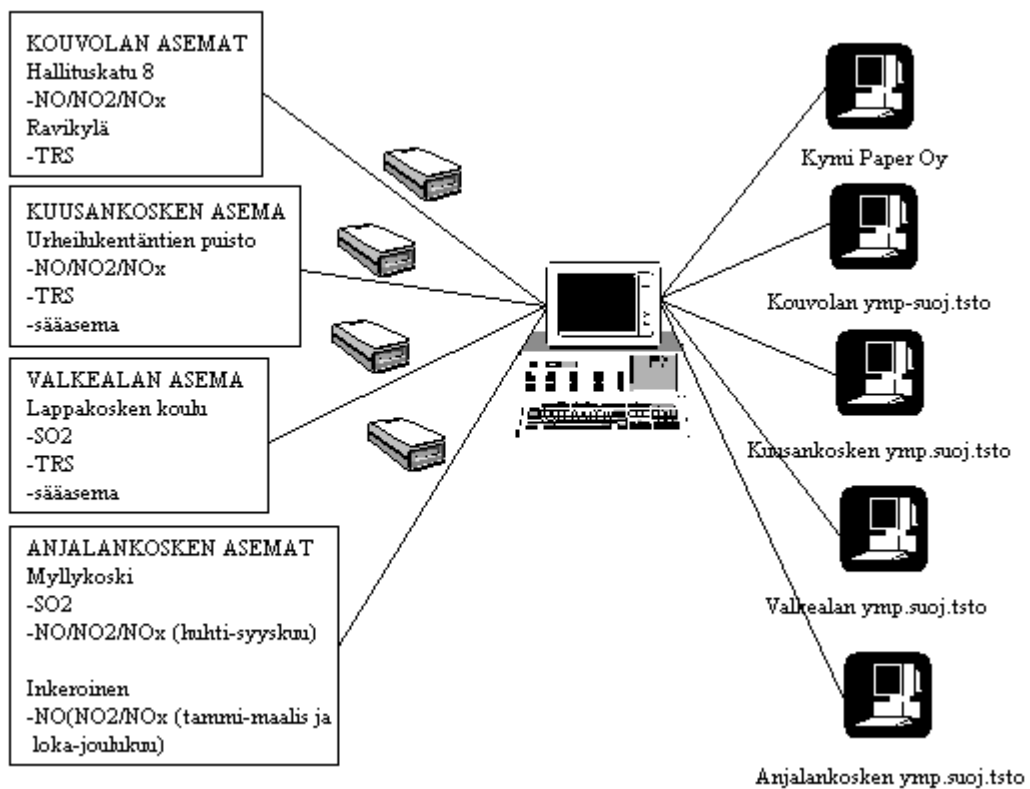 KOUVOLAN ASEMAT
Hallituskatu 8
-NO/NO2/NOx
Ravikylä
-TRS
KUUSANKOSKEN ASEMA
Urheilukentäntien puisto
-NO/NO2/NOx
-TRS
-sääasema
VALKEALAN ASEMA
Lappakosken koulu
-SO2
-TRS
-sääasema
ANJALANKOSKEN ASEMAT
Myllykoski
-SO2
-NO/NO2/NOx (huhti-syyskuu)
Inkeroinen
-NO(NO2/NOx (tammi-maalis ja
loka-joulukuu)
Kymi Paper Oy
Kouvolan ymp-suoj.tsto
Kuusankosken ymp.suoj.tsto
Valkealan ymp.suoj.tsto
Anjalankosken ymp.suoj.tsto